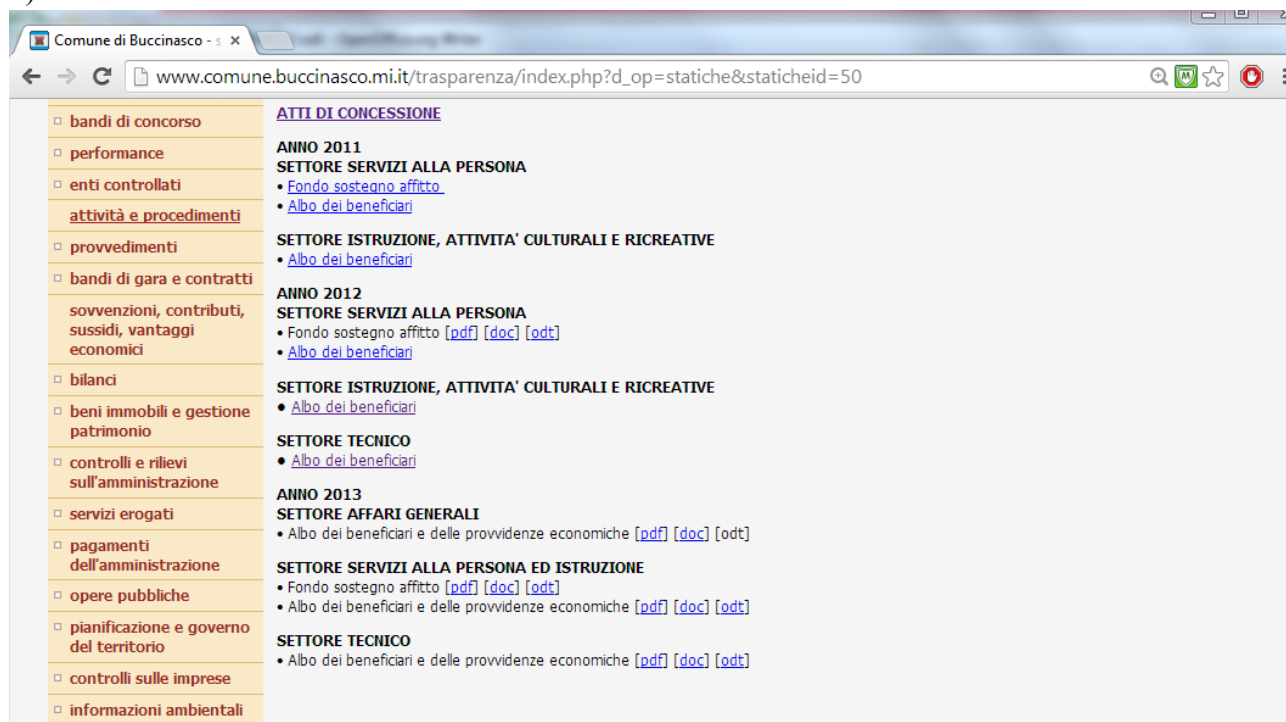 Comune di Buccinasco - s
www.comune.buccinasco.mi.it/trasparenza/index.php?d_op=statiche&staticheid=50
bandi di concorso
performance
enti controllati
attività e procedimenti
provvedimenti
bandi di gara e contratti
sovvenzioni, contributi,
sussidi, vantaggi
economici
bilanci
beni immobili e gestione
patrimonio
controlli e rilievi
sull'amministrazione
servizi erogati
pagamenti
dell'amministrazione
opere pubbliche
pianificazione e governo
del territorio
controlli sulle imprese
informazioni ambientali
ATTI DI CONCESSIONE
ANNO 2011
SETTORE SERVIZI ALLA PERSONA
• Fondo sostegno affitto
• Albo dei beneficiari
SETTORE ISTRUZIONE, ATTIVITA' CULTURALI E RICREATIVE
• Albo dei beneficiari
ANNO 2012
SETTORE SERVIZI ALLA PERSONA
• Fondo sostegno affitto [pdf] [doc] [odt]
• Albo dei beneficiari
SETTORE ISTRUZIONE, ATTIVITA' CULTURALI E RICREATIVE
• Albo dei beneficiari
SETTORE TECNICO
• Albo dei beneficiari
ANNO 2013
SETTORE AFFARI GENERALI
• Albo dei beneficiari e delle provvidenze economiche [pdf] [doc] [odt]
SETTORE SERVIZI ALLA PERSONA ED ISTRUZIONE
• Fondo sostegno affitto [pdf] [doc] [odt]
• Albo dei beneficiari e delle provvidenze economiche [pdf] [doc] [odt]
SETTORE TECNICO
• Albo dei beneficiari e delle provvidenze economiche [pdf] [doc] [odt]